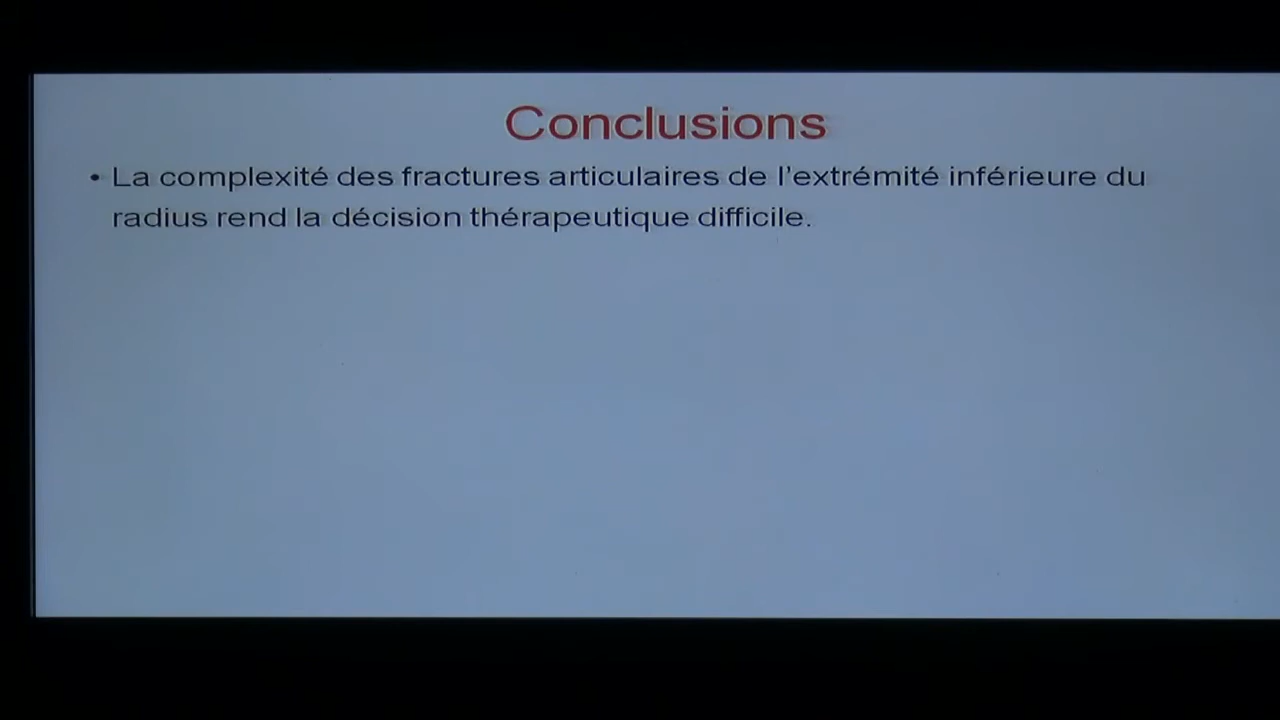 Conclusions
• La complexité des fractures articulaires de l’extrémité inférieure du
radius rend la décision thérapeutique difficile.